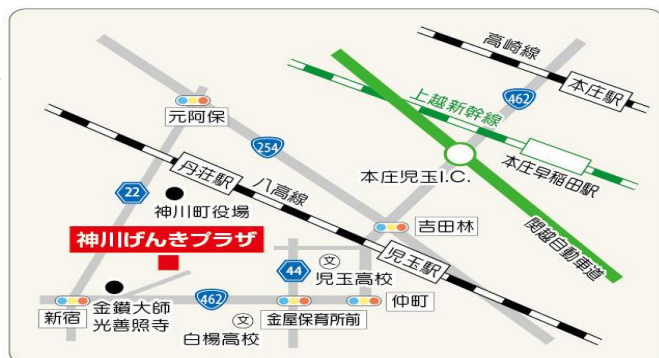 高崎線
本庄駅
462
上越新幹線
本庄早稲田駅
元阿保
254
本庄児玉I.C.
関越自動車道
丹荘駅
八高線
22
神川町役場
吉田林
児玉駅
神川げんきプラザ
文
児玉高校
44
462
新宿
金鑚大師
光善照寺
文
白楊高校
金屋保育所前
仲町